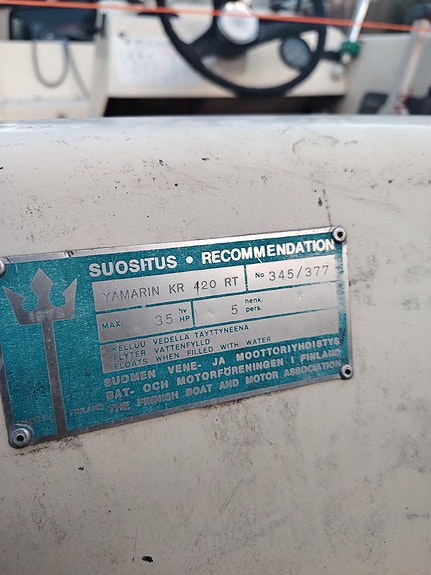 SUOSITUS • RECOMMENDATION
YAMARIN KR 420 RT No 345/377
MAX. 35 hv HP 5 henk. pers.
KELLUU VEDELLÄ TÄYTTYNEENÄ
FLYTER VATTENFYLLD
FLOATS WHEN FILLED WITH WATER
SUOMEN VENE- JA MOOTTORIYHDISTYS
BÅT- OCH MOTORFÖRENINGEN I FINLAND
THE FINNISH BOAT AND MOTOR ASSOCIATION
FINLAND